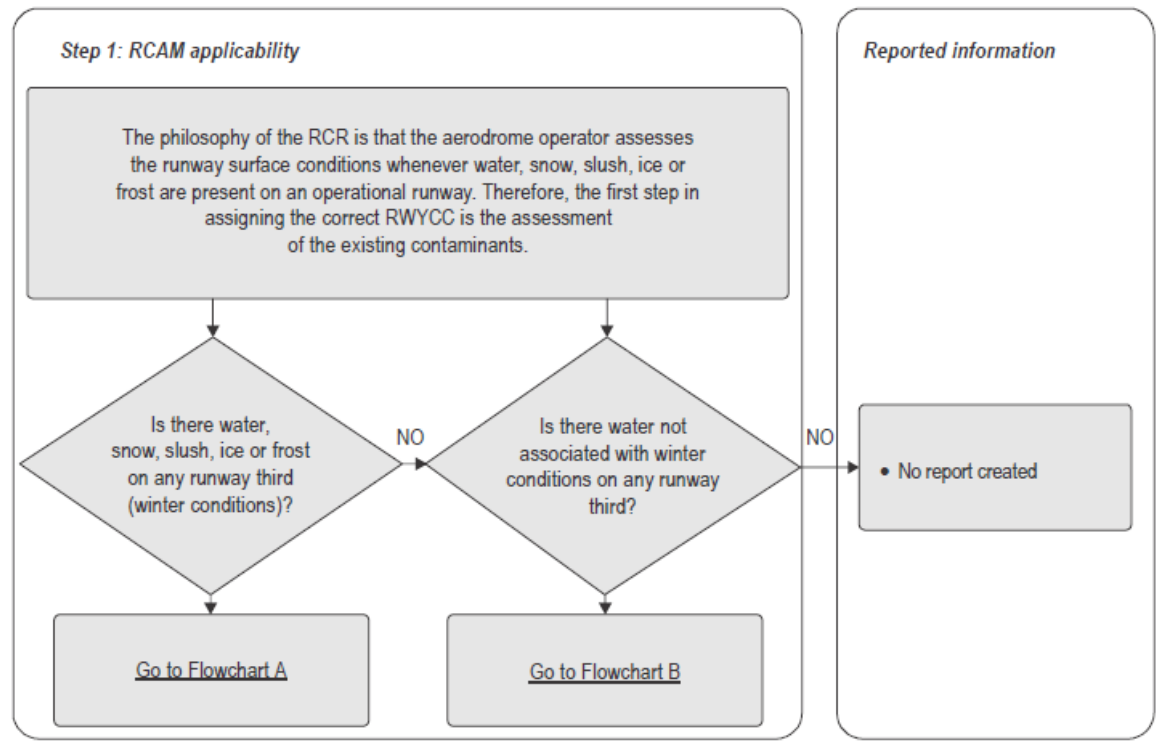 Step 1: RCAM applicability
The philosophy of the RCR is that the aerodrome operator assesses
the runway surface conditions whenever water, snow, slush, ice or
frost are present on an operational runway. Therefore, the first step in
assigning the correct RWYCC is the assessment
of the existing contaminants.
Is there water,
snow, slush, ice or frost
on any runway third
(winter conditions)?
NO
Is there water not
associated with winter
conditions on any runway
third?
NO
Go to Flowchart A
Go to Flowchart B
Reported information
• No report created